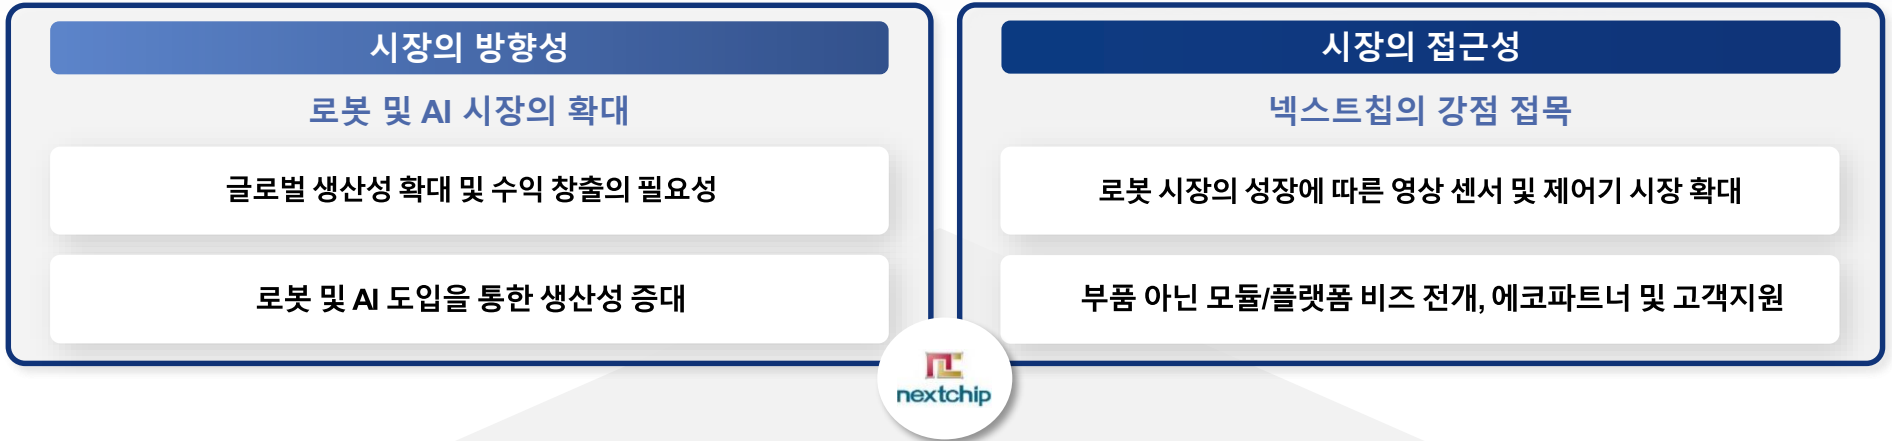 시장의 방향성
로봇 및 AI 시장의 확대
글로벌 생산성 확대 및 수익 창출의 필요성
로봇 및 AI 도입을 통한 생산성 증대
시장의 접근성
넥스트칩의 강점 접목
로봇 시장의 성장에 따른 영상 센서 및 제어기 시장 확대
부품 아닌 모듈/플랫폼 비즈 전개, 에코파트너 및 고객지원
nextchip